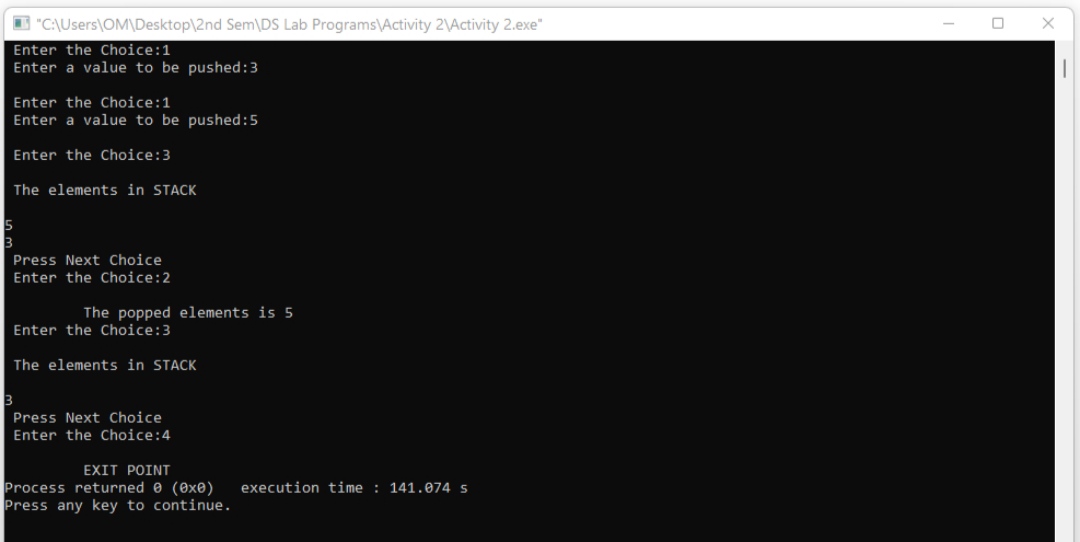 "C:\Users\OM\Desktop\2nd Sem\DS Lab Programs\Activity 2\Activity 2.exe"
Enter the Choice:1
Enter a value to be pushed:3
Enter the Choice:1
Enter a value to be pushed:5
Enter the Choice:3
The elements in STACK
5
3
Press Next Choice
Enter the Choice:2
The popped elements is 5
Enter the Choice:3
The elements in STACK
3
Press Next Choice
Enter the Choice:4
EXIT POINT
Process returned 0 (0x0)   execution time : 141.074 s
Press any key to continue.